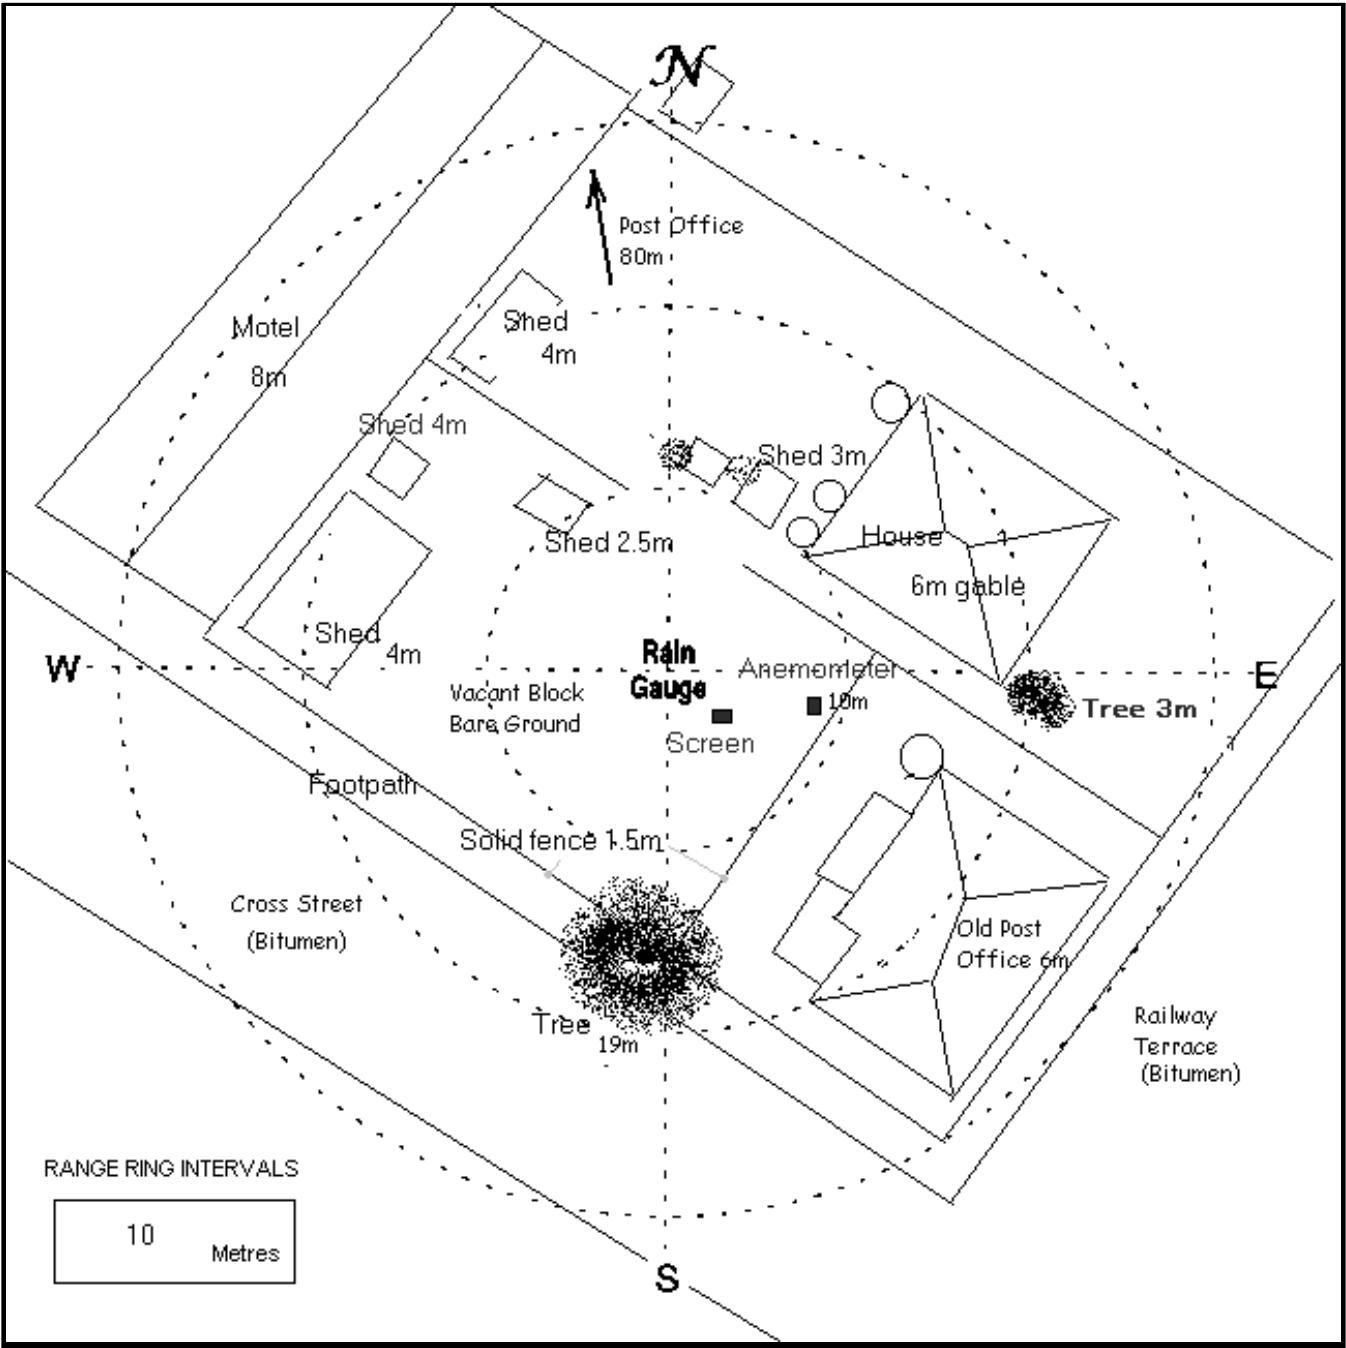 N
Post Office
80m
Shed
4m
Motel
8m
Shed 4m
Shed 3m
Shed 2.5m
House
6m gable
Shed
4m
W
Rain
Gauge
Anemometer
10m
E
Tree 3m
Vacant Block
Bare Ground
Screen
Footpath
Solid fence 1.5m
Cross Street
(Bitumen)
Old Post
Office 6m
Tree
19m
Railway
Terrace
(Bitumen)
RANGE RING INTERVALS
10
Metres
S